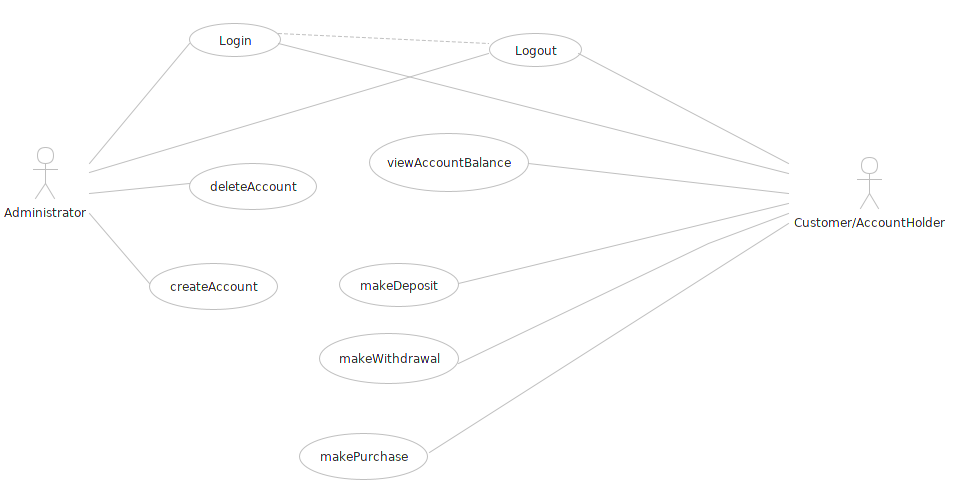 Login
Logout
viewAccountBalance
deleteAccount
Administrator
Customer/AccountHolder
createAccount
makeDeposit
makeWithdrawal
makePurchase